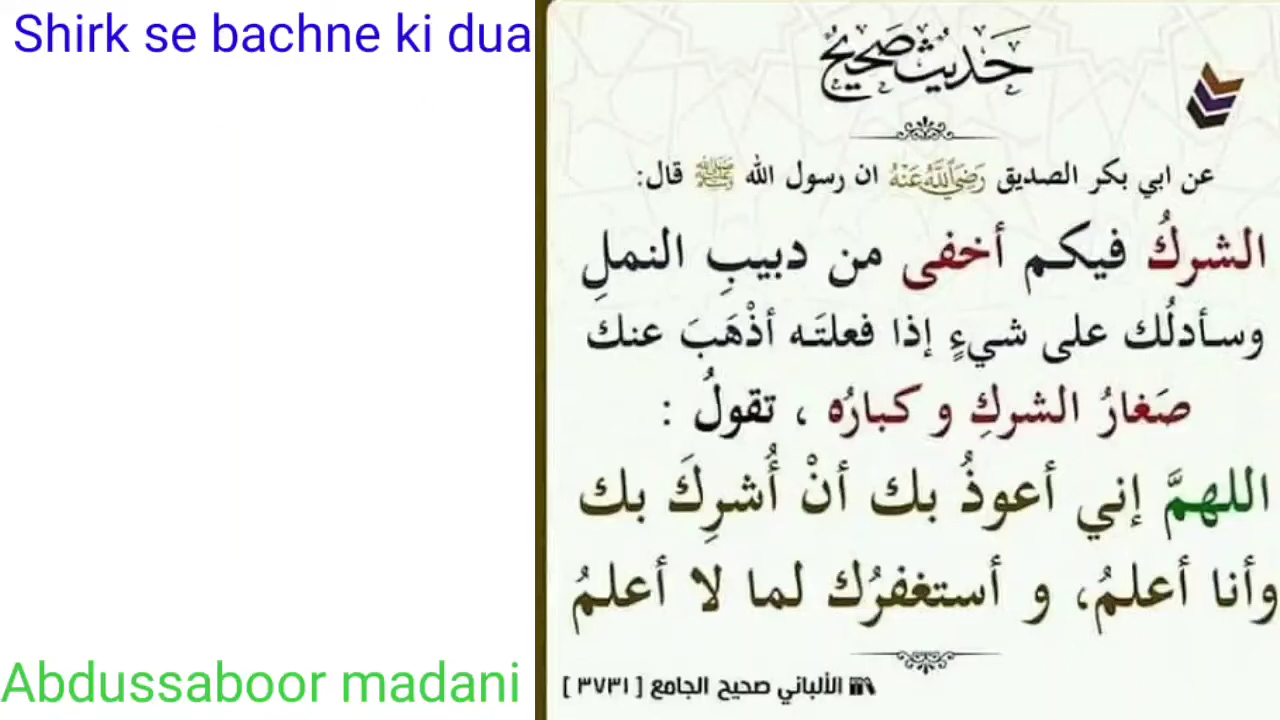 Shirk se bachne ki dua
Abdussaboor madani
حَدِيثٌ صَحِيحٌ
عن ابي بكر الصديق رَضِيَ اللَّهُ عَنْهُ ان رسول الله ﷺ قال:
الشركُ فيكم أخفى من دبيبِ النملِ
وسأدلُك على شيءٍ إذا فعلتَه أذْهَبَ عنك
صَغارُ الشركِ و كبارُه ، تقولُ :
اللهمَّ إني أعوذُ بك أنْ أُشرِكَ بك
وأنا أعلمُ، و أستغفرُك لما لا أعلمُ
الألباني صحيح الجامع [ ٣٧٣١ ]